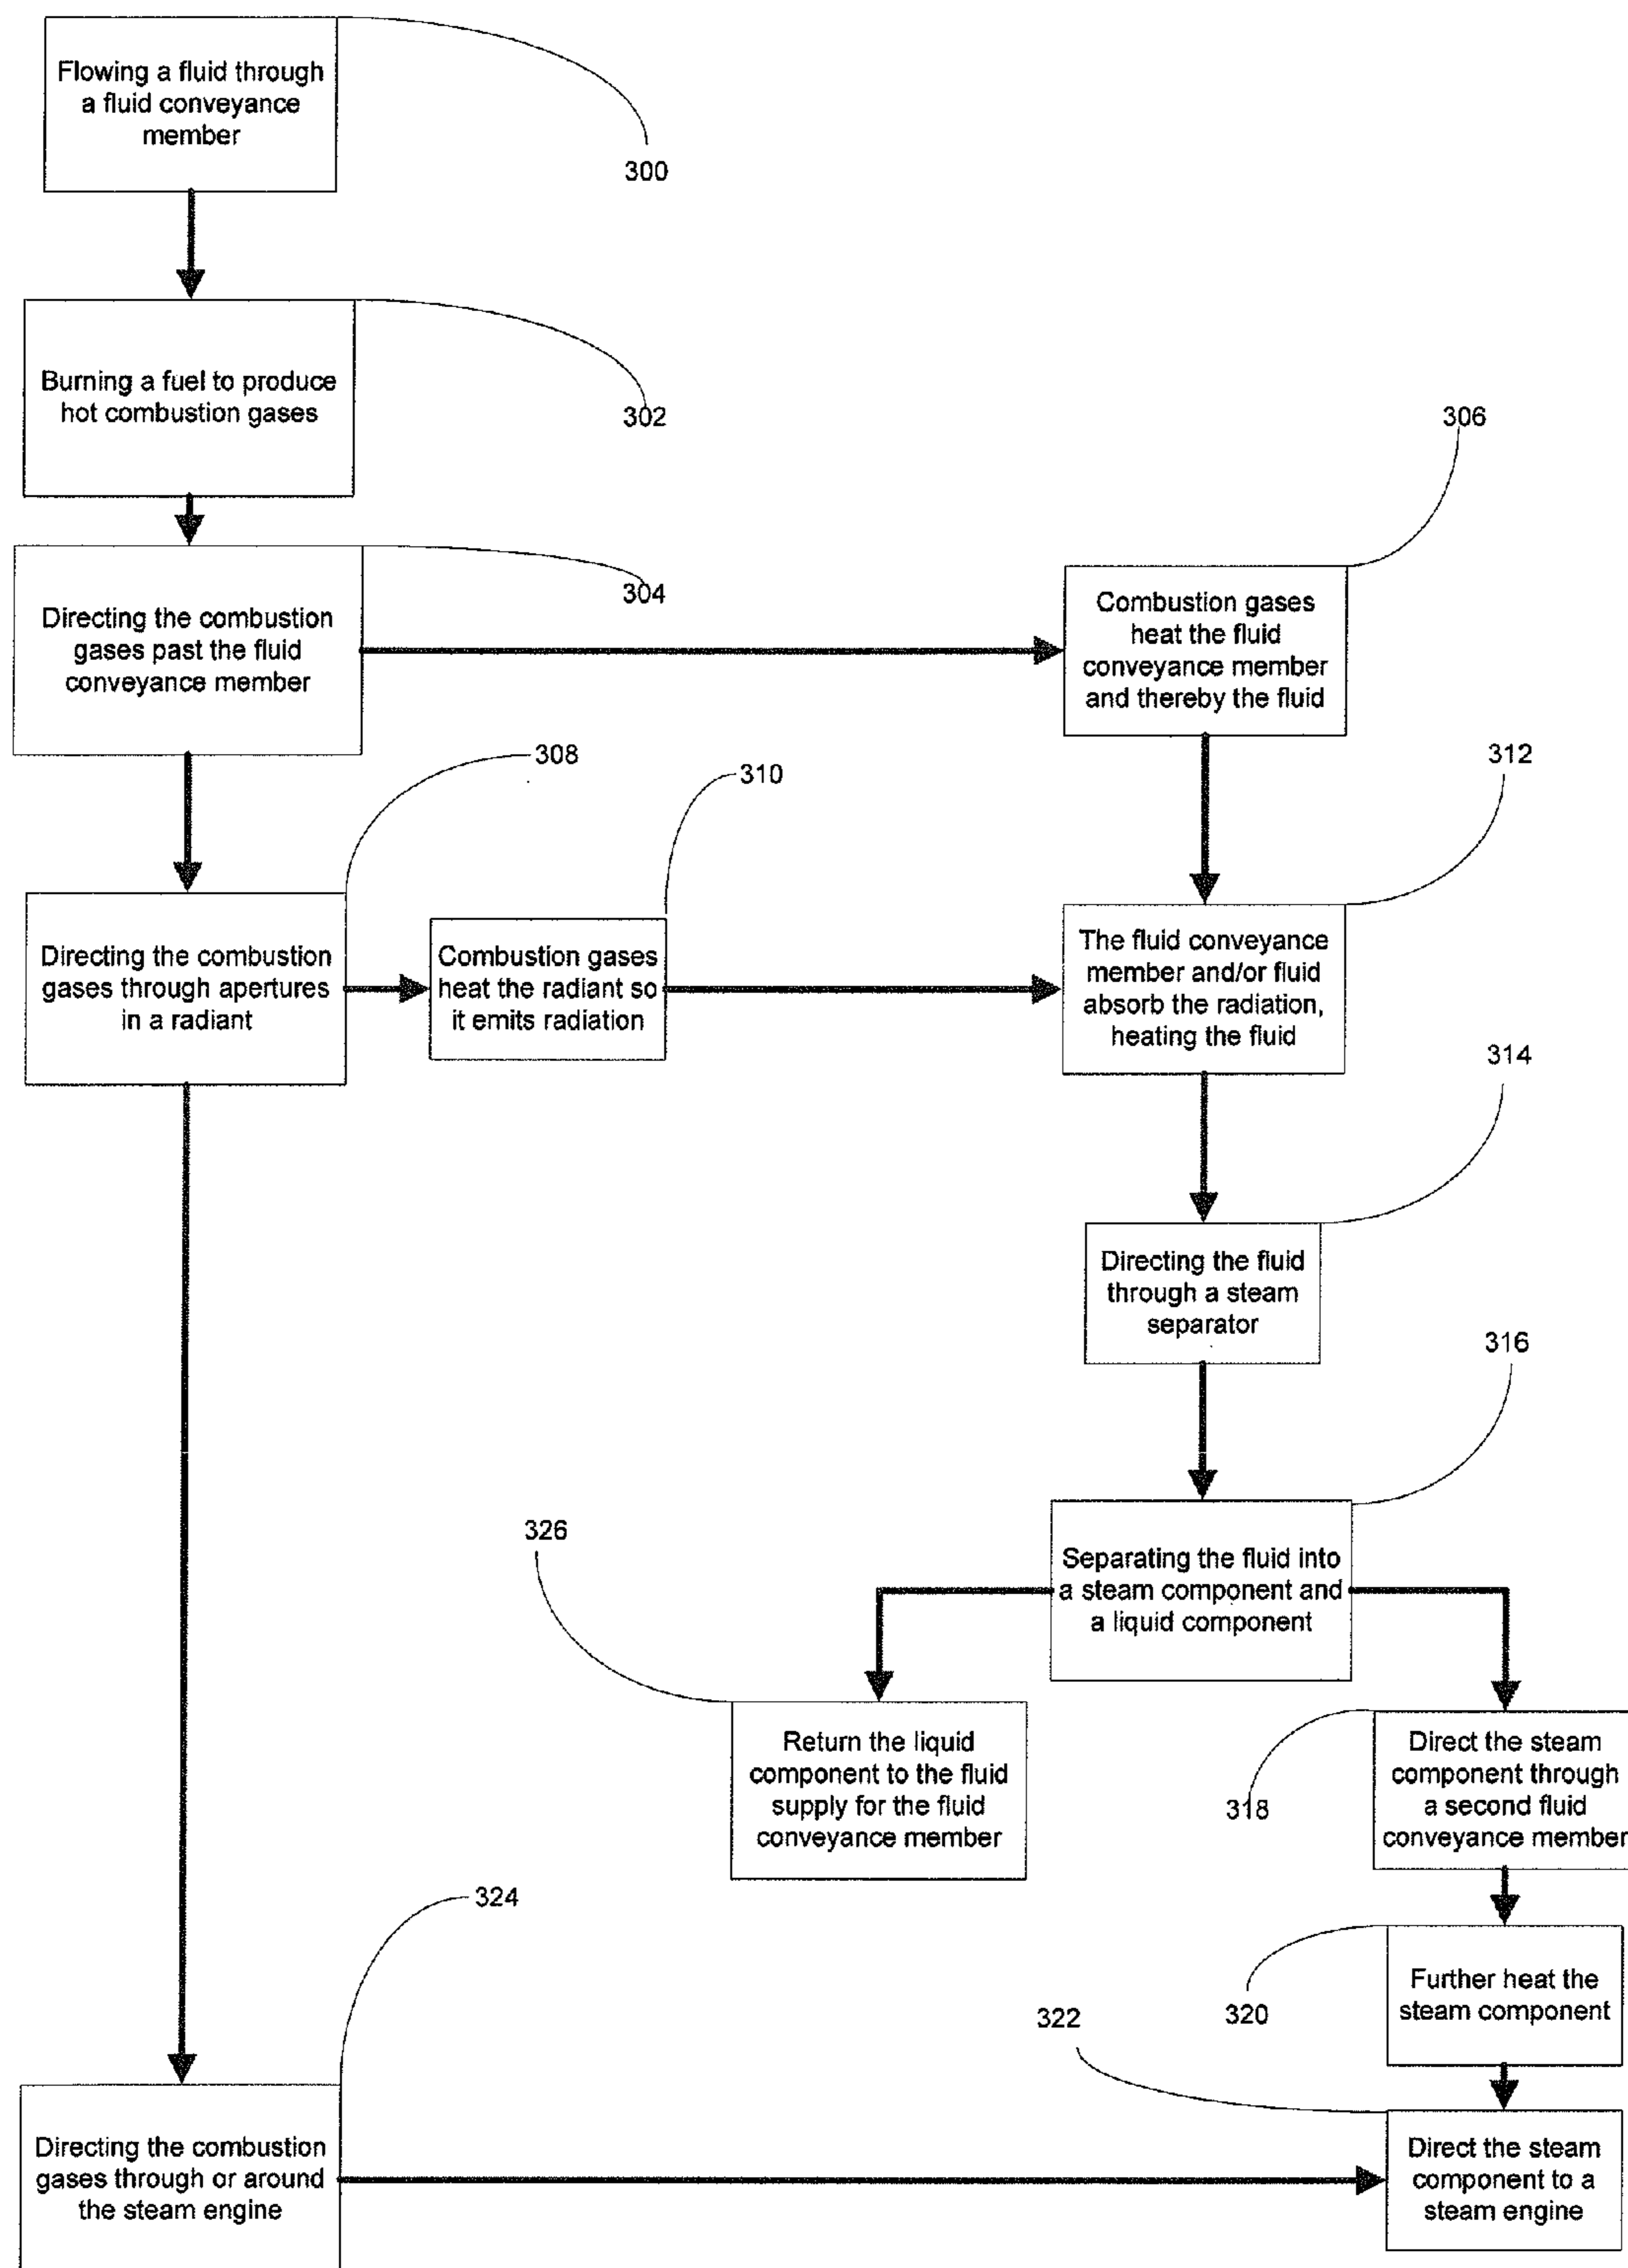 Flowing a fluid through
a fluid conveyance
member
300
Burning a fuel to produce
hot combustion gases
302
306
Directing the combustion
gases past the fluid
conveyance member
304
Combustion gases
heat the fluid
conveyance member
and thereby the fluid
308
310
312
Directing the combustion
gases through apertures
in a radiant
Combustion gases
heat the radiant so
it emits radiation
The fluid conveyance
member and/or fluid
absorb the radiation,
heating the fluid
314
Directing the fluid
through a steam
separator
316
326
Separating the fluid into
a steam component and
a liquid component
Return the liquid
component to the fluid
supply for the fluid
conveyance member
318
Direct the steam
component through
a second fluid
conveyance member
324
Further heat the
steam component
320
322
Directing the combustion
gases through or around
the steam engine
Direct the steam
component to a
steam engine